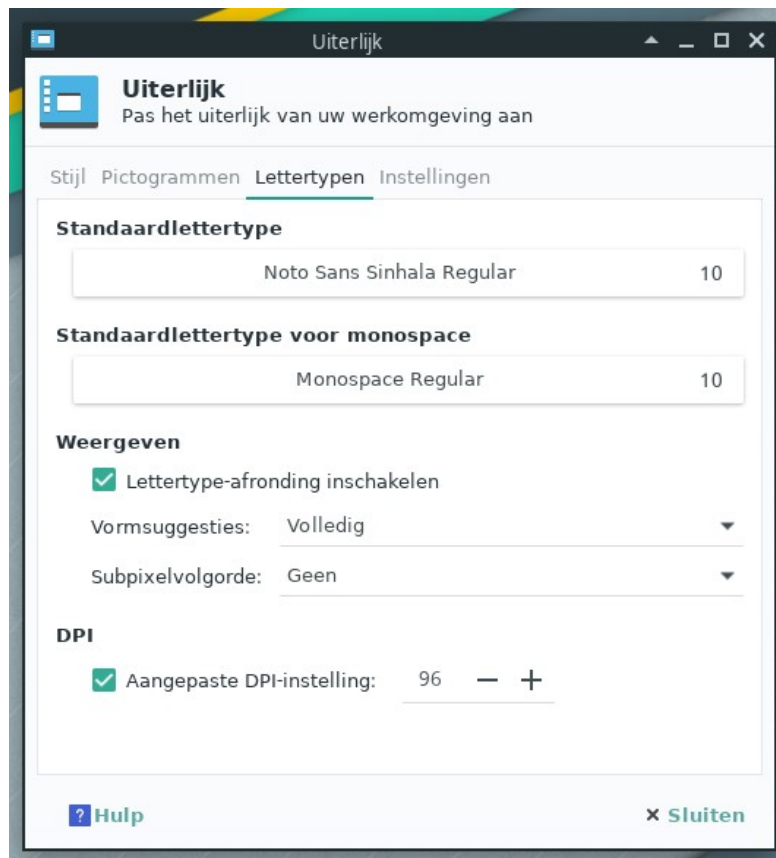 Uiterlijk
Uiterlijk
Pas het uiterlijk van uw werkomgeving aan
Stijl Pictogrammen Lettertypen Instellingen
Standaardlettertype
Noto Sans Sinhala Regular 10
Standaardlettertype voor monospace
Monospace Regular 10
Weergeven
Lettertype-afronding inschakelen
Vormsuggesties: Volledig
Subpixelvolgorde: Geen
DPI
Aangepaste DPI-instelling: 96
? Hulp
Sluiten